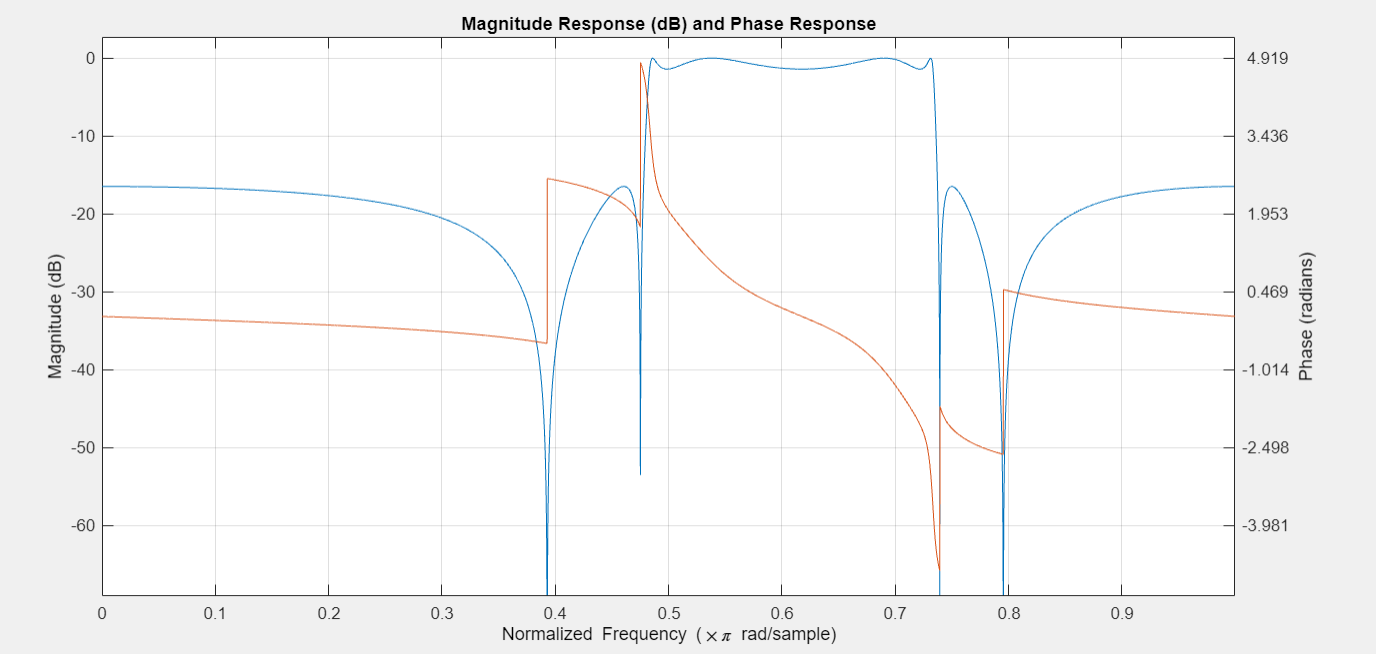 Magnitude Response (dB) and Phase Response
Magnitude (dB)
0
-10
-20
-30
-40
-50
-60
4.919
3.436
1.953
0.469
-1.014
-2.498
-3.981
Phase (radians)
0 0.1 0.2 0.3 0.4 0.5 0.6 0.7 0.8 0.9
Normalized Frequency (×π rad/sample)